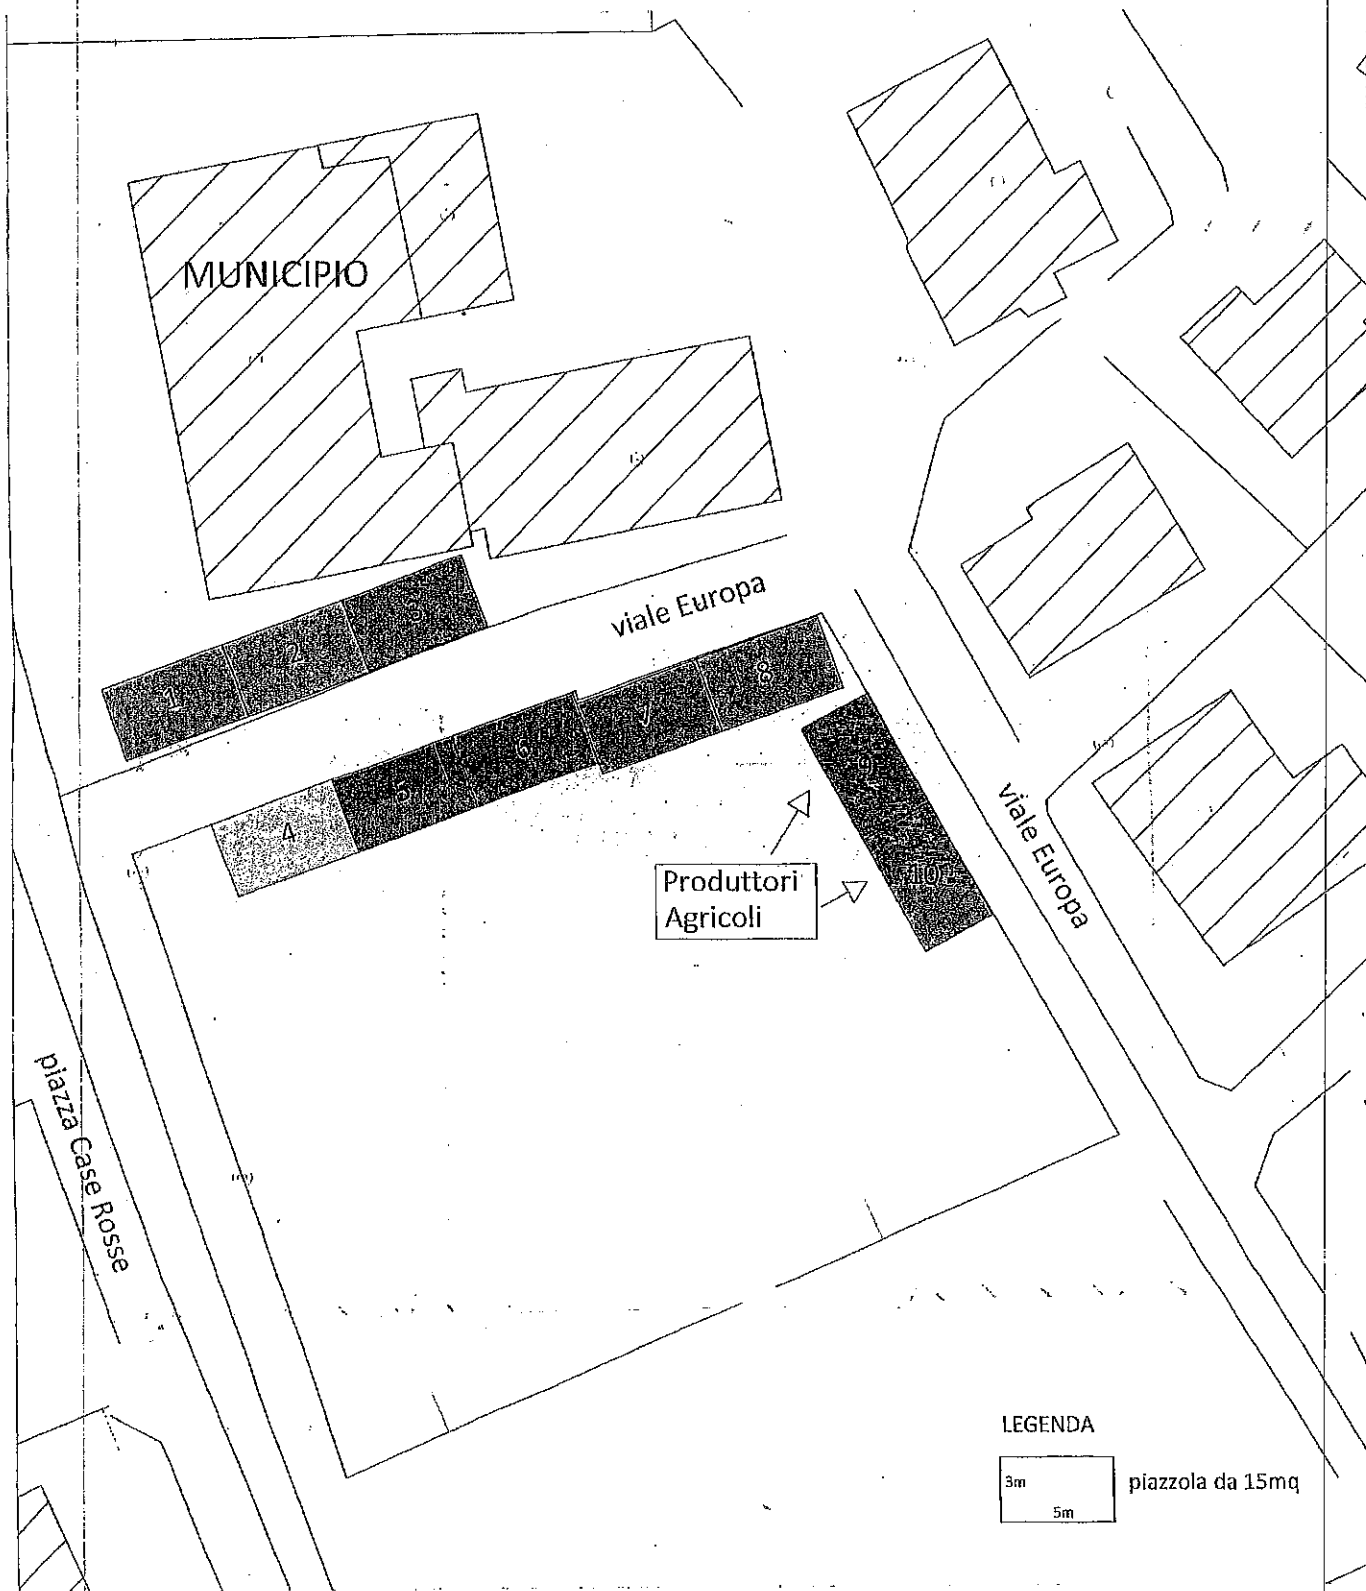 MUNICIPIO
viale Europa
1
2
3
4
5
6
7
8
9
10
Produttori
Agricoli
viale Europa
piazza Case Rosse
LEGENDA
3m
5m
piazzola da 15mq